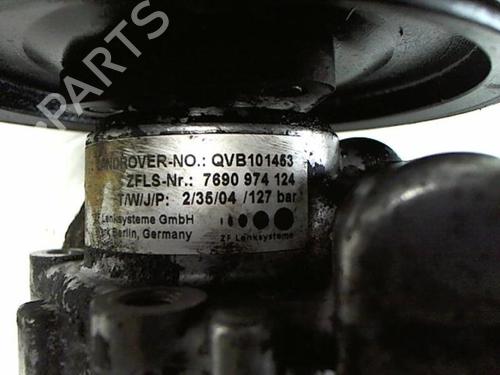 LANDROVER-NO.: QVB101453
ZFLS-Nr.: 7690 974 124
T/W/J/P: 2/35/04 /127 bar
Lenksysteme GmbH
Berlin, Germany
ZF Lenksysteme
B-PARTS